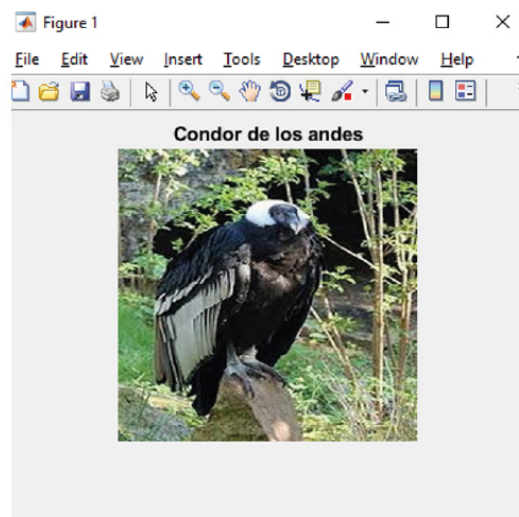 Figure 1
File Edit View Insert Tools Desktop Window Help
Condor de los andes